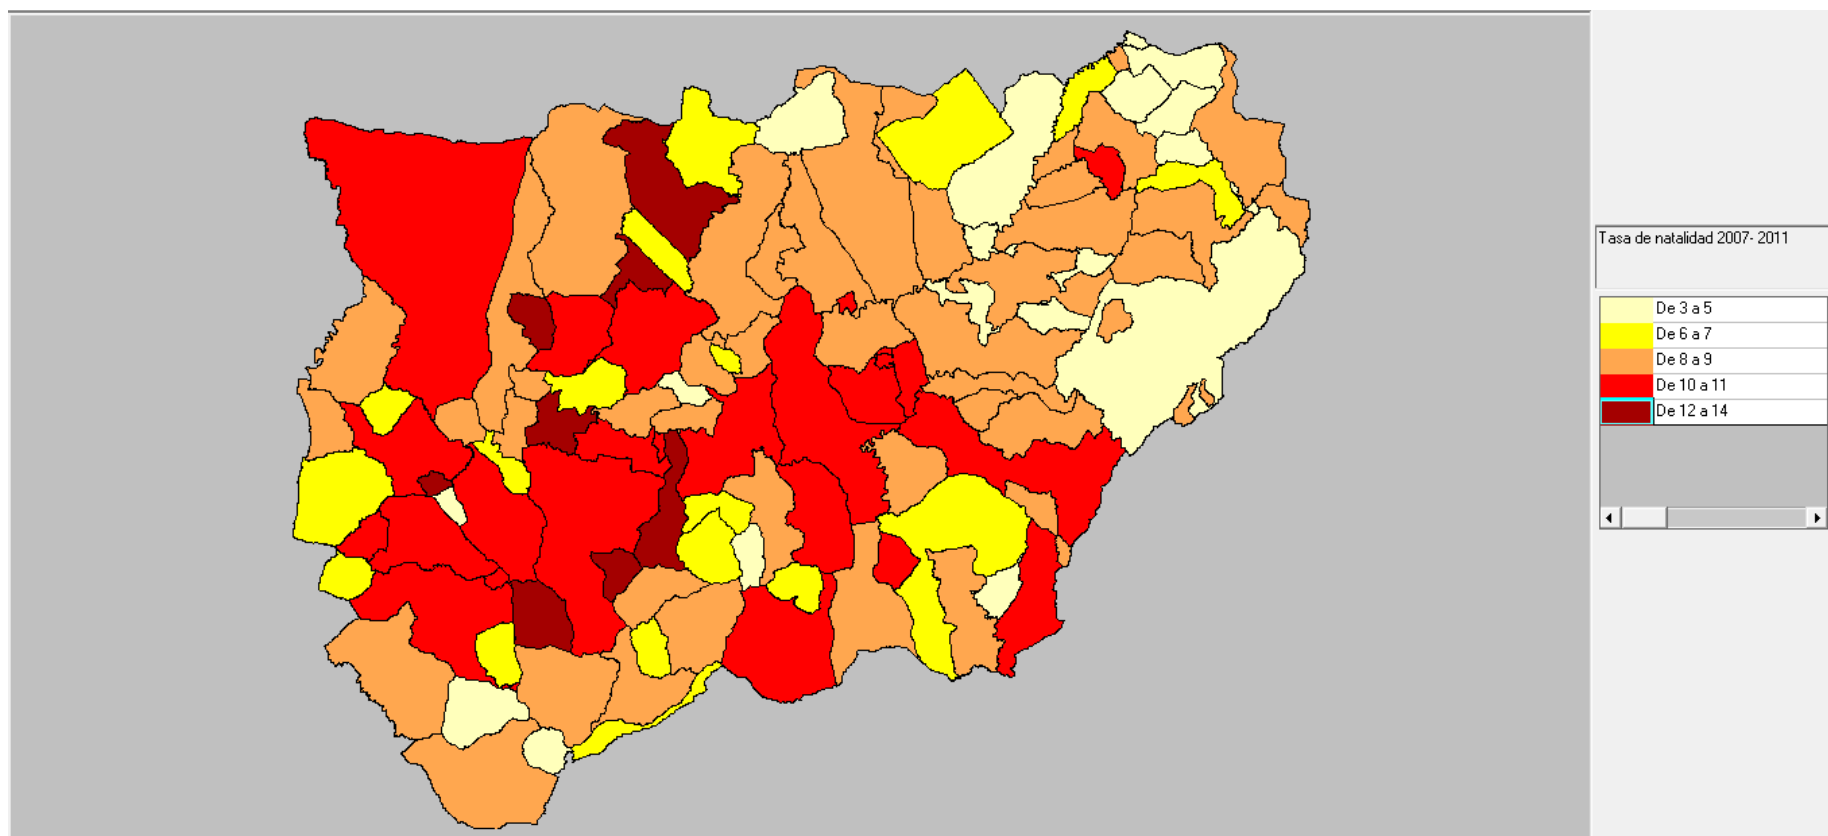 Tasa de natalidad 2007- 2011
De 3 a 5
De 6 a 7
De 8 a 9
De 10 a 11
De 12 a 14